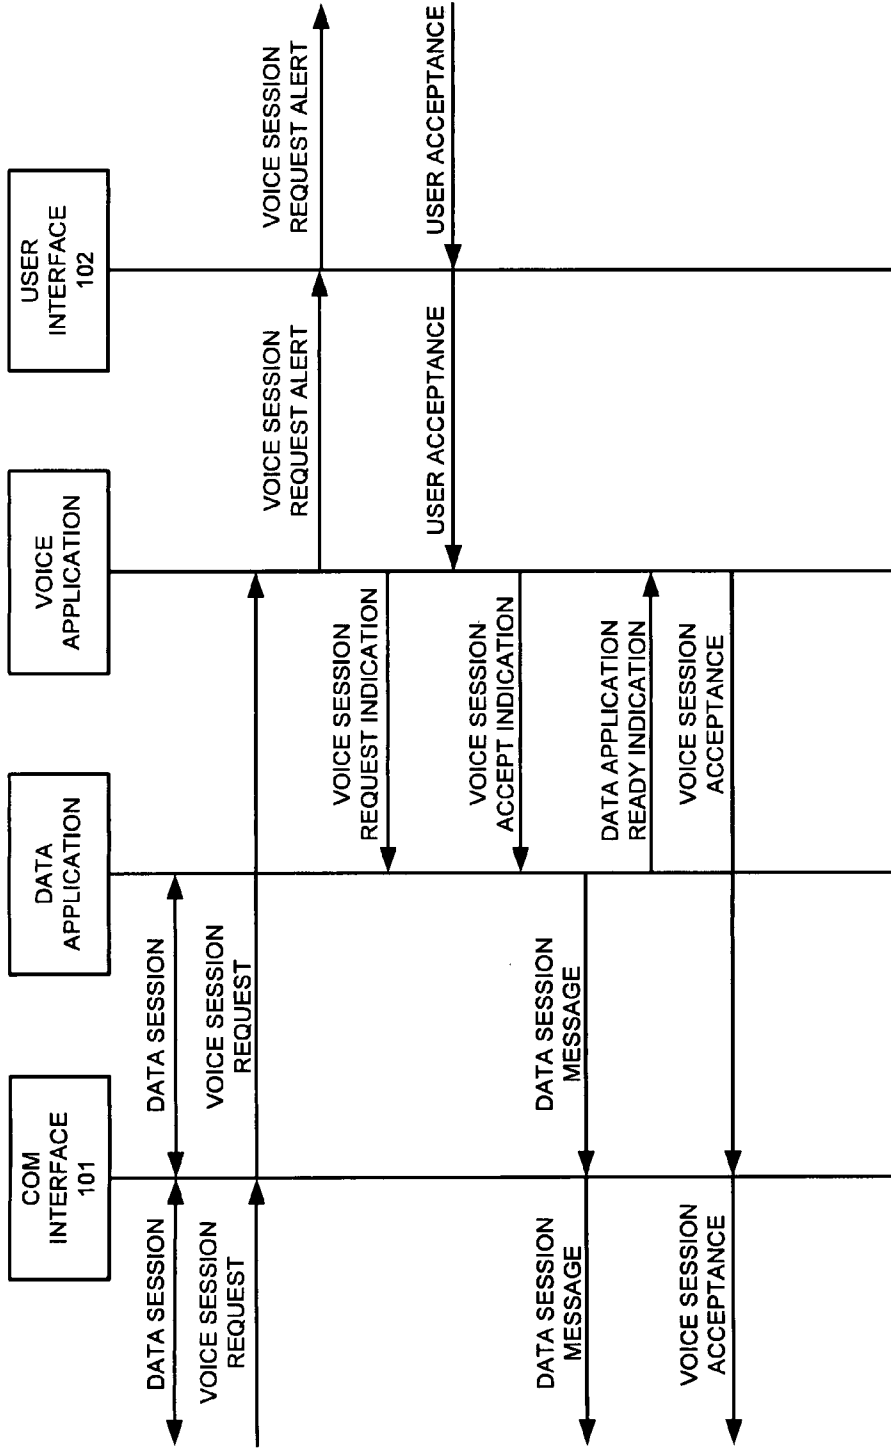 COM
INTERFACE
101
DATA
APPLICATION
VOICE
APPLICATION
USER
INTERFACE
102
DATA SESSION
DATA SESSION
VOICE SESSION
REQUEST
VOICE SESSION
REQUEST
VOICE SESSION
REQUEST ALERT
VOICE SESSION
REQUEST ALERT
VOICE SESSION
REQUEST INDICATION
USER ACCEPTANCE
USER ACCEPTANCE
VOICE SESSION
ACCEPT INDICATION
DATA SESSION
MESSAGE
DATA SESSION
MESSAGE
DATA APPLICATION
READY INDICATION
VOICE SESSION
ACCEPTANCE
VOICE SESSION
ACCEPTANCE